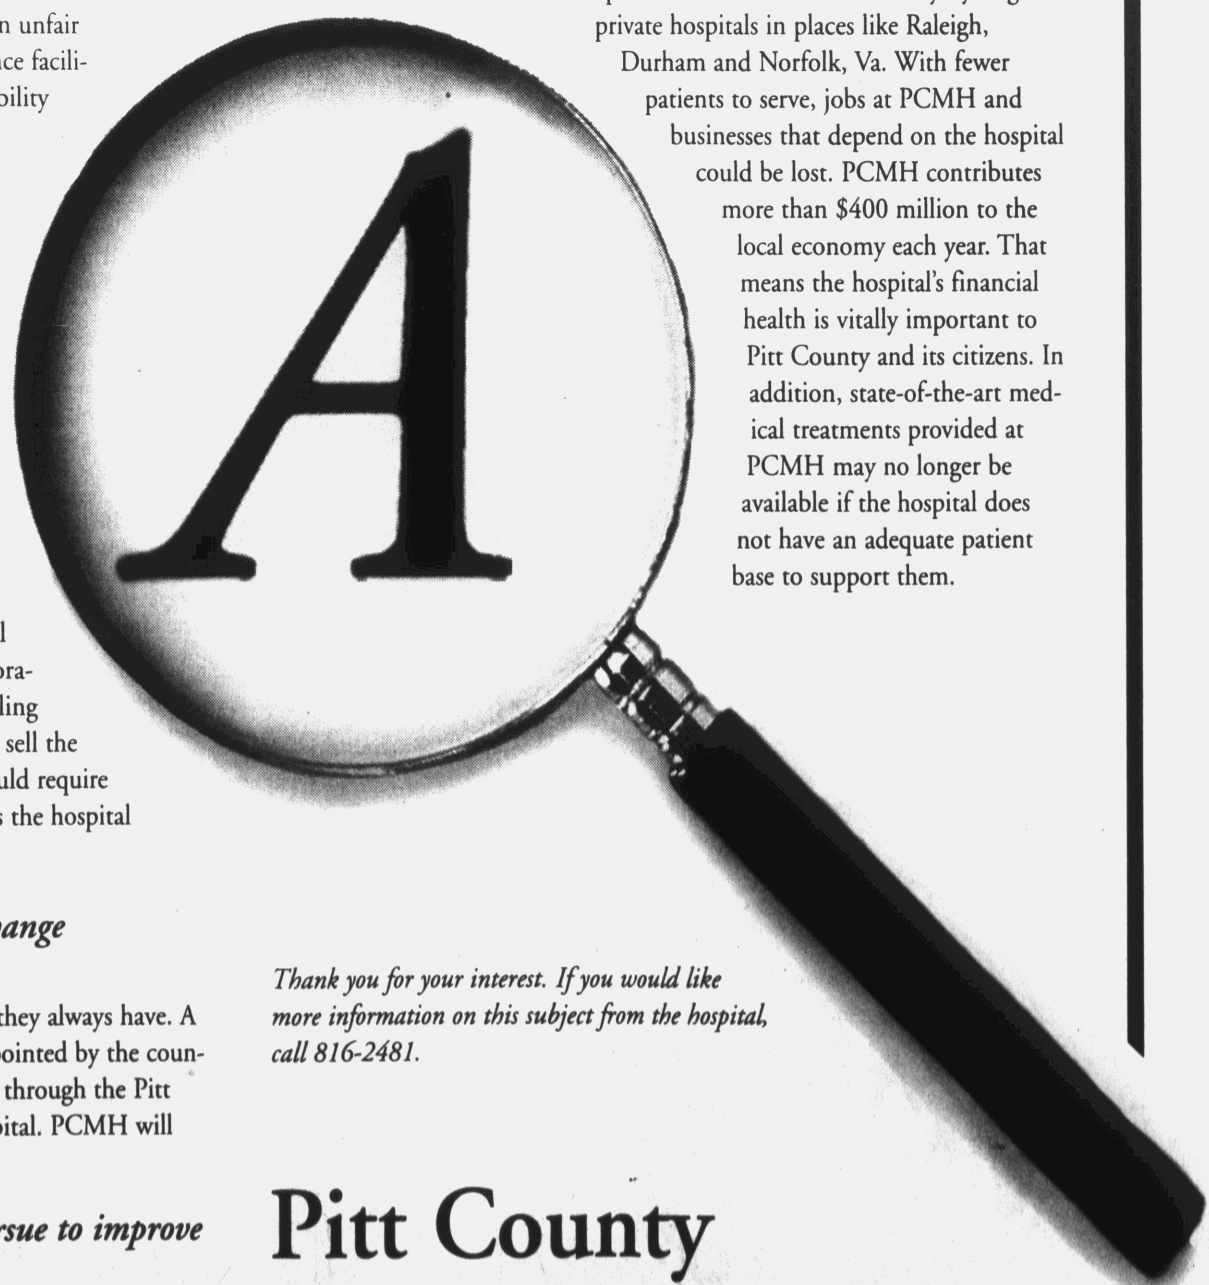 n unfair
ce facili-
bility
private hospitals in places like Raleigh,
Durham and Norfolk, Va. With fewer
patients to serve, jobs at PCMH and
businesses that depend on the hospital
could be lost. PCMH contributes
more than $400 million to the
local economy each year. That
means the hospital's financial
health is vitally important to
Pitt County and its citizens. In
addition, state-of-the-art med-
ical treatments provided at
PCMH may no longer be
available if the hospital does
not have an adequate patient
base to support them.
A
l
ora-
ling
sell the
uld require
s the hospital
ange
they always have. A
ointed by the coun-
through the Pitt
ital. PCMH will
rsue to improve
Thank you for your interest. If you would like
more information on this subject from the hospital,
call 816-2481.
Pitt County